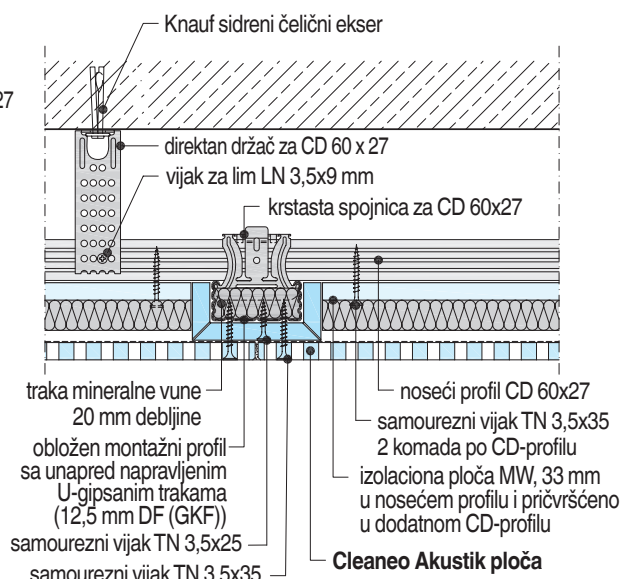 Knauf sidreni čelični ekser
27
direktan držač za CD 60 x 27
vijak za lim LN 3,5x9 mm
krstasta spojnica za CD 60x27
traka mineralne vune
20 mm debljine
obložen montažni profil
sa unapred napravljenim
U-gipsanim trakama
(12,5 mm DF (GKF))
samourezni vijak TN 3,5x25
samourezni vijak TN 3,5x35
noseći profil CD 60x27
samourezni vijak TN 3,5x35
2 komada po CD-profilu
izolaciona ploča MW, 33 mm
u nosećem profilu i pričvršćeno
u dodatnom CD-profilu
Cleaneo Akustik ploča